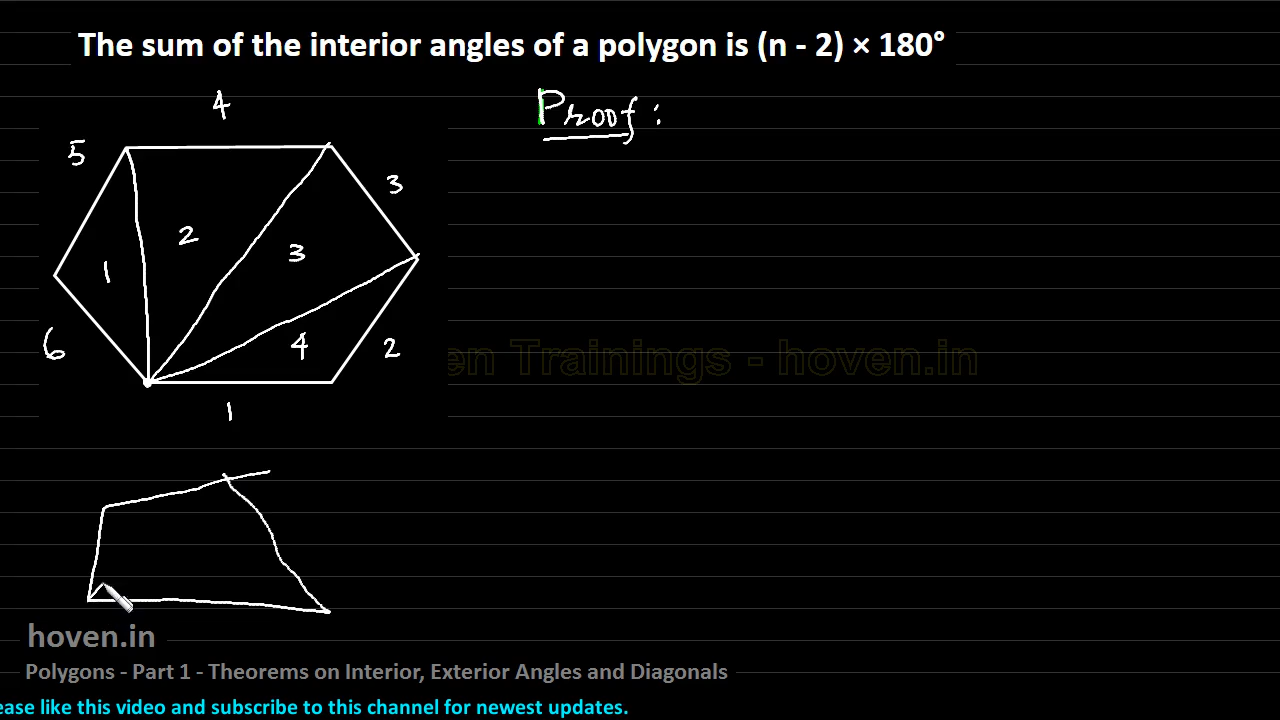 The sum of the interior angles of a polygon is (n - 2) × 180°
Proof :
4
5
3
2
3
1
6
4
2
1
en Trainings - hoven.in
hoven.in
Polygons - Part 1 - Theorems on Interior, Exterior Angles and Diagonals
ease like this video and subscribe to this channel for newest updates.